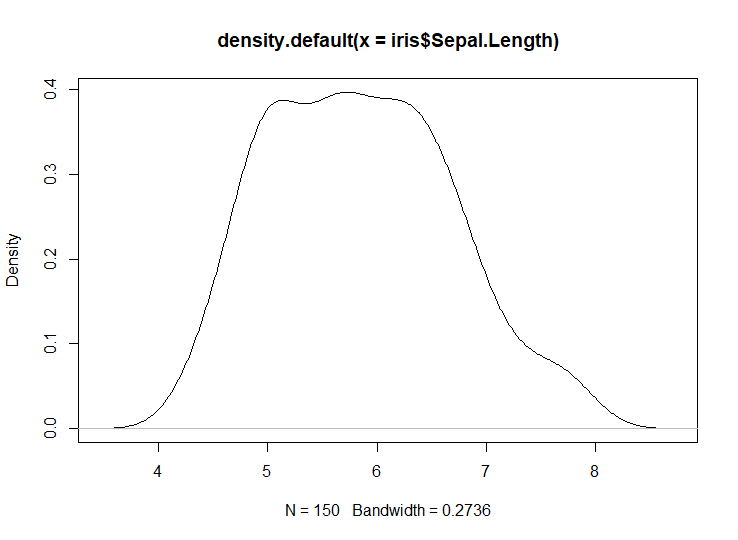 density.default(x = iris$Sepal.Length)
Density
0.4
0.3
0.2
0.1
0.0
4 5 6 7 8
N = 150 Bandwidth = 0.2736